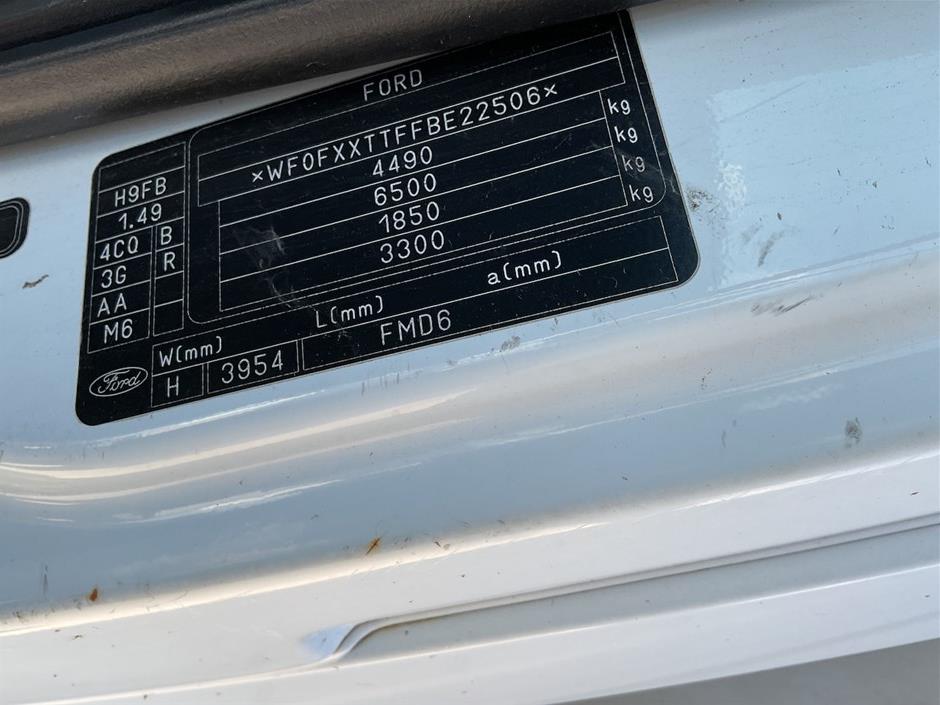 FORD
×WF0FXXTTFFBE22506×
4490 kg
6500 kg
1850 kg
3300 kg
H9FB
1.49
4CQ B
3G R
AA
M6
W(mm) L(mm) a(mm)
Ford H 3954 FMD6